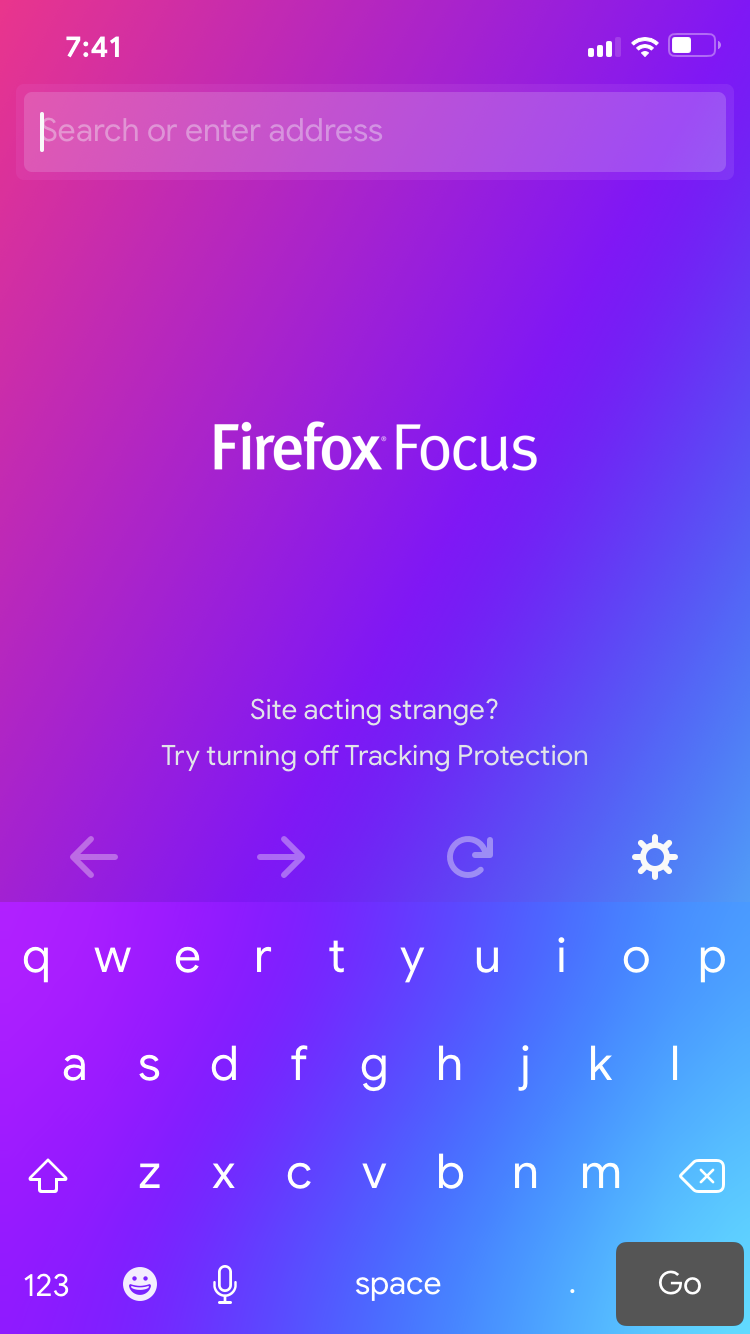 7:41
Search or enter address
Firefox® Focus
Site acting strange?
Try turning off Tracking Protection
q w e r t y u i o p
a s d f g h j k l
z x c v b n m
123 space . Go